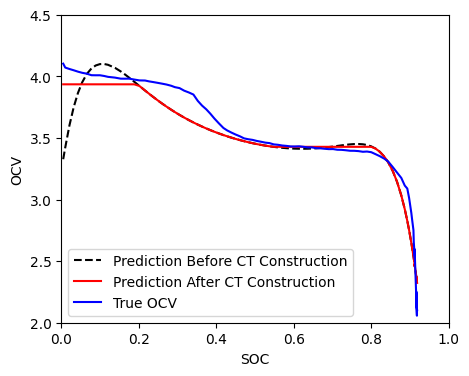 4.5
4.0
3.5
3.0
2.5
2.0
OCV
Prediction Before CT Construction
Prediction After CT Construction
True OCV
0.0 0.2 0.4 0.6 0.8 1.0
SOC